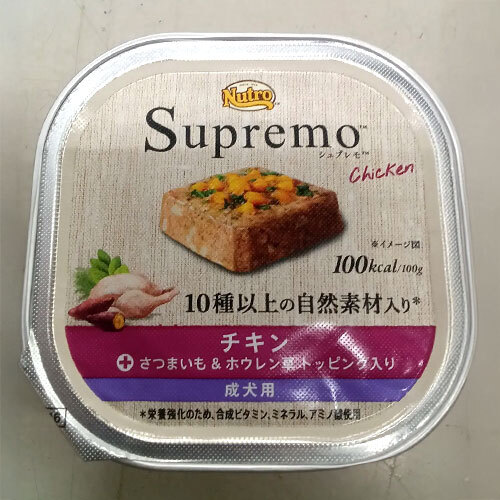 Nutro
Supremo™
シュプレモ™
Chicken
※イメージ図
100kcal/100g
10種以上の自然素材入り*
チキン
+さつまいも&ホウレン草トッピング入り
成犬用
*栄養強化のため、合成ビタミン、ミネラル、アミノ酸使用